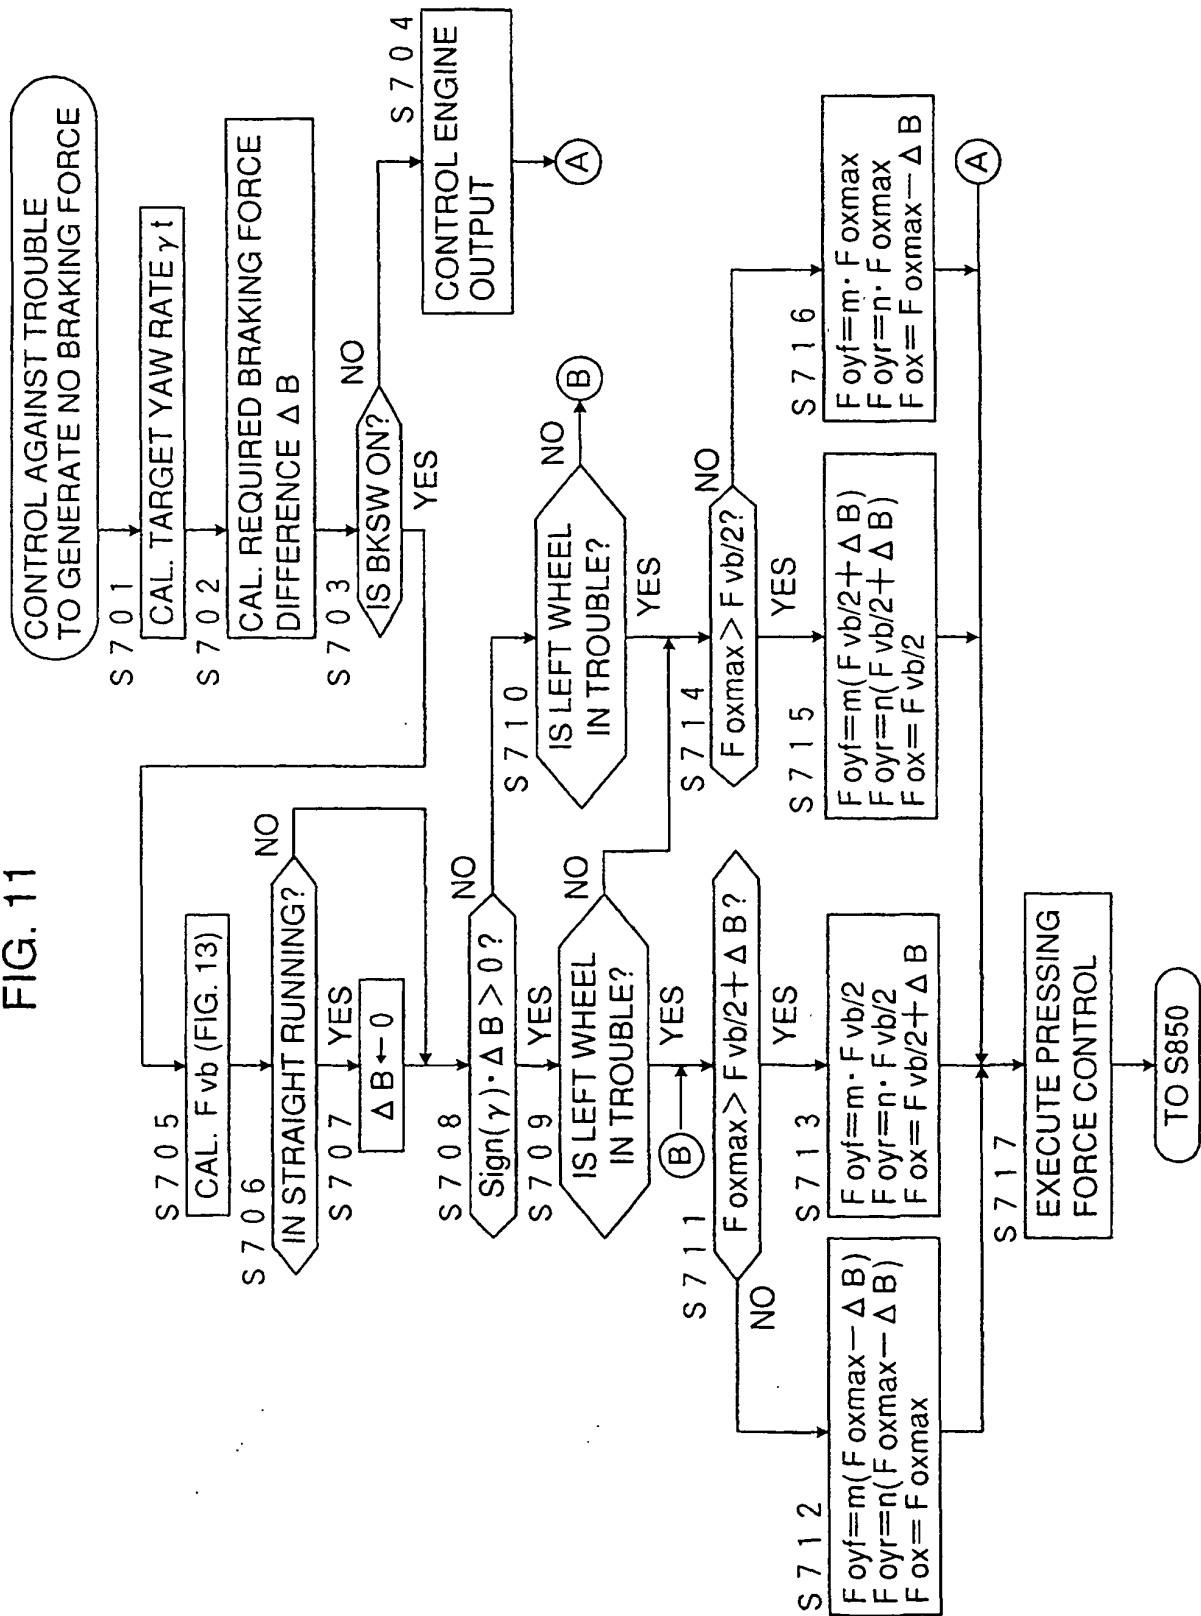 FIG. 11
CONTROL AGAINST TROUBLE
TO GENERATE NO BRAKING FORCE
S701
CAL. TARGET YAW RATE γt
S702
CAL. REQUIRED BRAKING FORCE
DIFFERENCE ΔB
S703
IS BKSW ON?
NO
YES
S704
CONTROL ENGINE
OUTPUT
A
S705
CAL. Fvb (FIG. 13)
S706
IN STRAIGHT RUNNING?
NO
S707
YES
ΔB←0
S708
Sign(γ)·ΔB>0?
NO
S709
YES
IS LEFT WHEEL
IN TROUBLE?
NO
YES
B
S710
IS LEFT WHEEL
IN TROUBLE?
NO
B
YES
S711
Foxmax>Fvb/2+ΔB?
NO
YES
S712
Foyf=m(Foxmax−ΔB)
Foyr=n(Foxmax−ΔB)
Fox=Foxmax
S713
Foyf=m·Fvb/2
Foyr=n·Fvb/2
Fox=Fvb/2+ΔB
S714
Foxmax>Fvb/2?
NO
YES
S715
Foyf=m(Fvb/2+ΔB)
Foyr=n(Fvb/2+ΔB)
Fox=Fvb/2
S716
Foyf=m·Foxmax
Foyr=n·Foxmax
Fox=Foxmax−ΔB
A
S717
EXECUTE PRESSING
FORCE CONTROL
TO S850